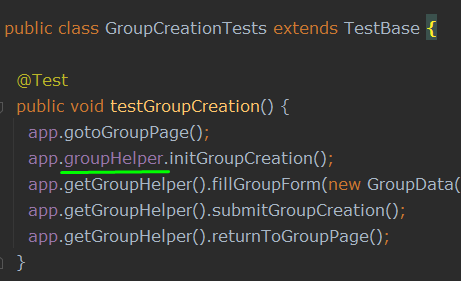 public class GroupCreationTests extends TestBase {
@Test
public void testGroupCreation() {
app.gotoGroupPage();
app.groupHelper.initGroupCreation();
app.getGroupHelper().fillGroupForm(new GroupData(
app.getGroupHelper().submitGroupCreation();
app.getGroupHelper().returnToGroupPage();
}